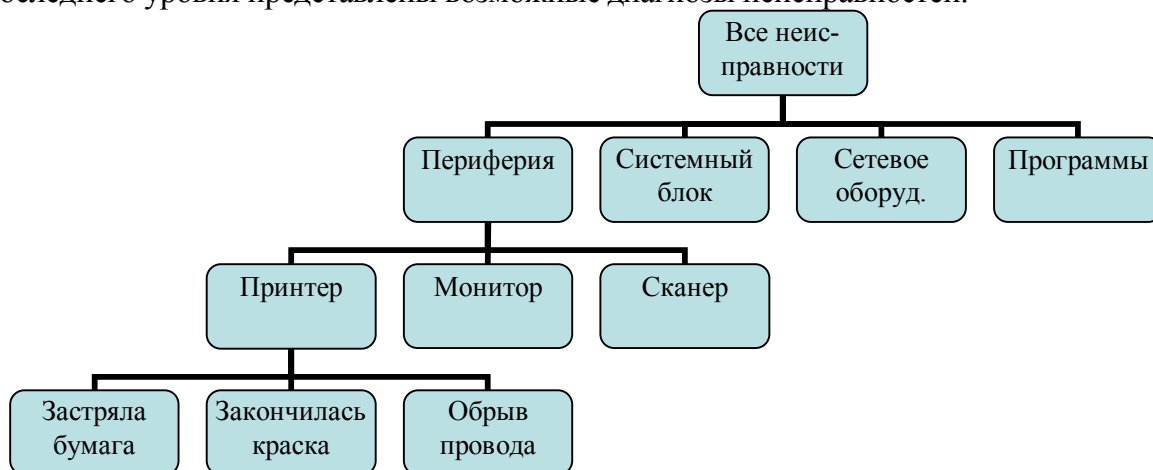 последнего уровня представлены возможные диагнозы неисправностей.
Все неис-
правности
Периферия
Системный
блок
Сетевое
оборуд.
Программы
Принтер
Монитор
Сканер
Застряла
бумага
Закончилась
краска
Обрыв
провода